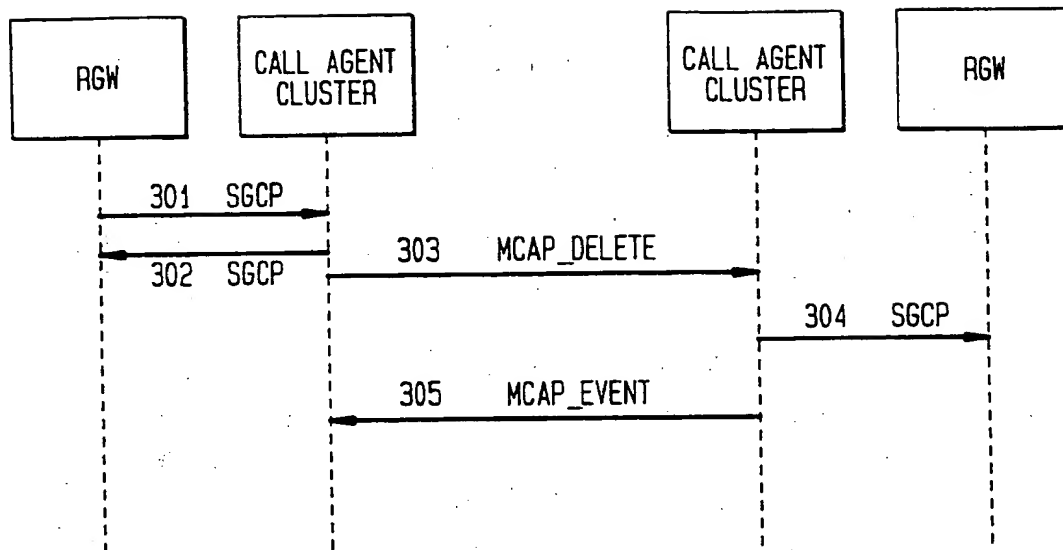 RGW
CALL AGENT
CLUSTER
CALL AGENT
CLUSTER
RGW
301 SGCP
302 SGCP
303 MCAP_DELETE
304 SGCP
305 MCAP_EVENT